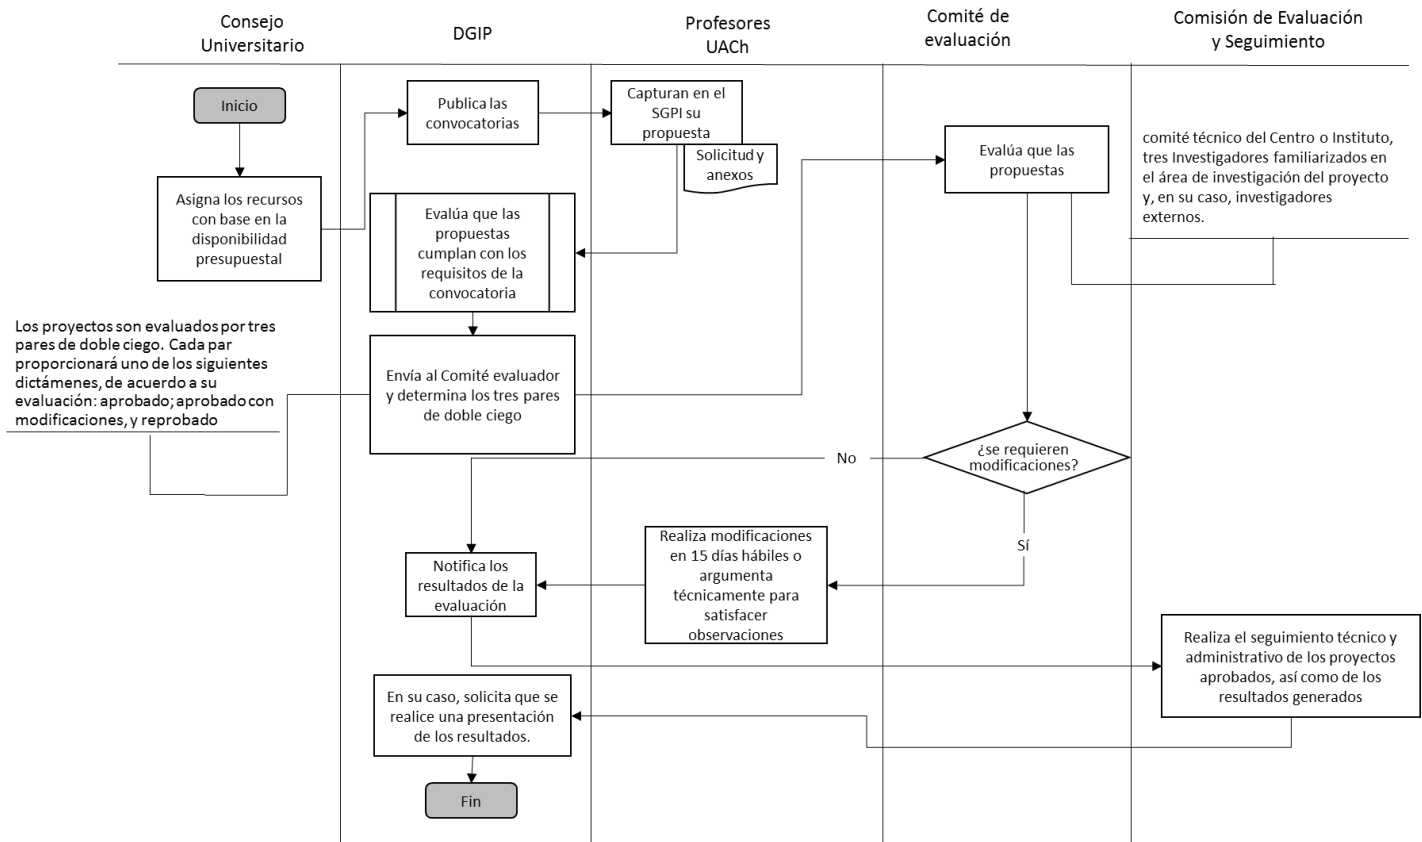 Consejo
Universitario
DGIP
Profesores
UACh
Comité de
evaluación
Comisión de Evaluación
y Seguimiento
Inicio
Asigna los recursos
con base en la
disponibilidad
presupuestal
Publica las
convocatorias
Capturan en el
SGPI su
propuesta
Solicitud y
anexos
Evalúa que las
propuestas
cumplan con los
requisitos de la
convocatoria
Evalúa que las
propuestas
comité técnico del Centro o Instituto,
tres Investigadores familiarizados en
el área de investigación del proyecto
y, en su caso, investigadores
externos.
Los proyectos son evaluados por tres
pares de doble ciego. Cada par
proporcionará uno de los siguientes
dictámenes, de acuerdo a su
evaluación: aprobado; aprobado con
modificaciones, y reprobado
Envía al Comité evaluador
y determina los tres pares
de doble ciego
¿se requieren
modificaciones?
No
Sí
Realiza modificaciones
en 15 días hábiles o
argumenta
técnicamente para
satisfacer
observaciones
Notifica los
resultados de la
evaluación
Realiza el seguimiento técnico y
administrativo de los proyectos
aprobados, así como de los
resultados generados
En su caso, solicita que se
realice una presentación
de los resultados.
Fin